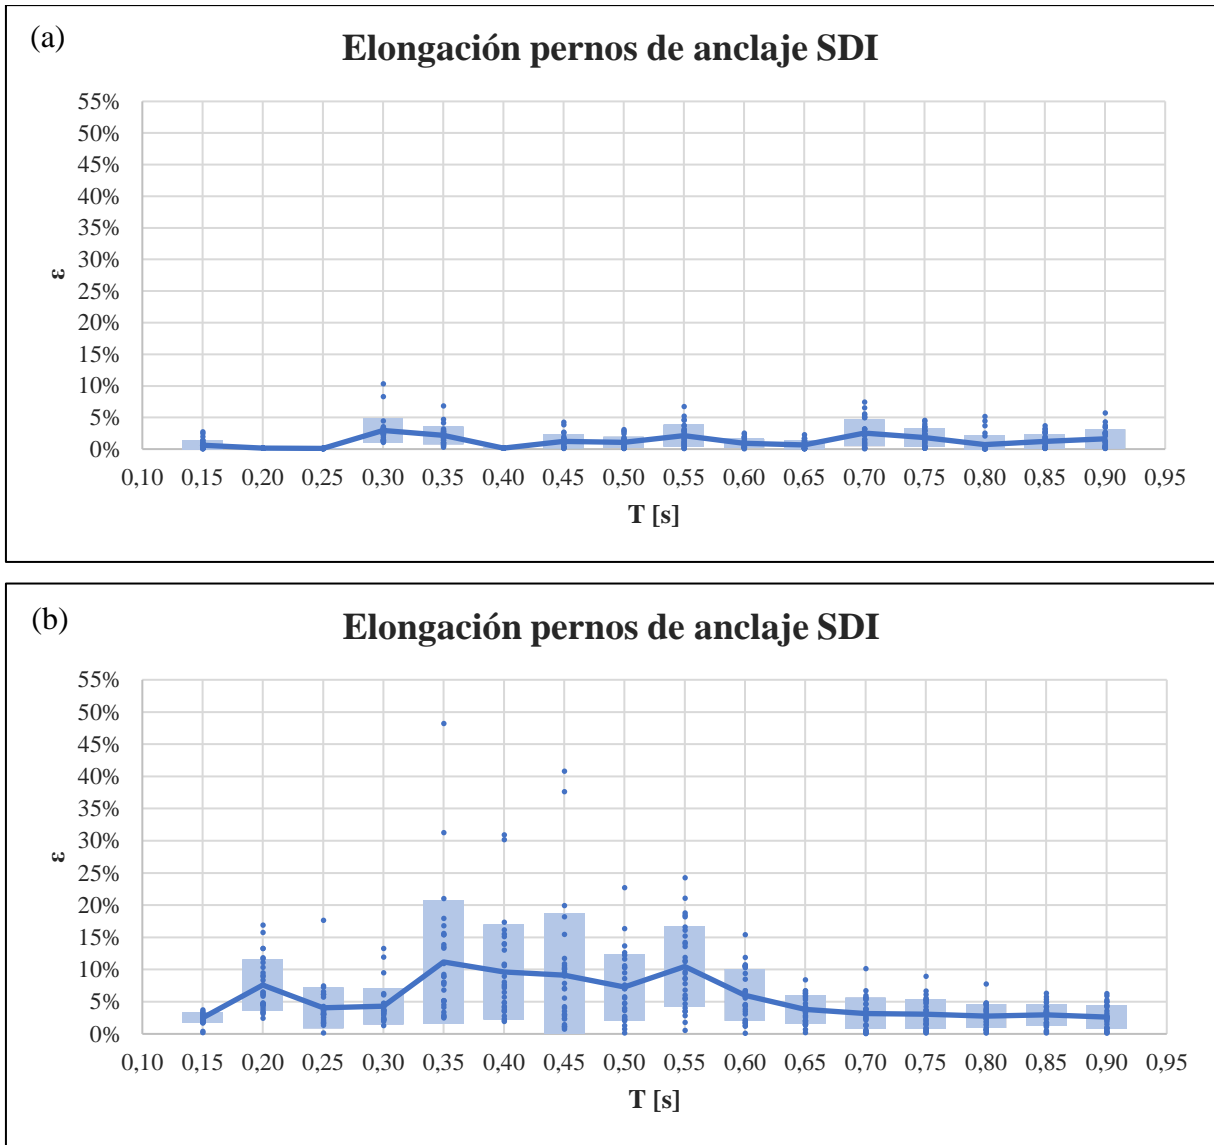 (a)
Elongación pernos de anclaje SDI
55%
50%
45%
40%
35%
30%
25%
20%
15%
10%
5%
0%
ε
0,10 0,15 0,20 0,25 0,30 0,35 0,40 0,45 0,50 0,55 0,60 0,65 0,70 0,75 0,80 0,85 0,90 0,95
T [s]
(b)
Elongación pernos de anclaje SDI
55%
50%
45%
40%
35%
30%
25%
20%
15%
10%
5%
0%
ε
0,10 0,15 0,20 0,25 0,30 0,35 0,40 0,45 0,50 0,55 0,60 0,65 0,70 0,75 0,80 0,85 0,90 0,95
T [s]